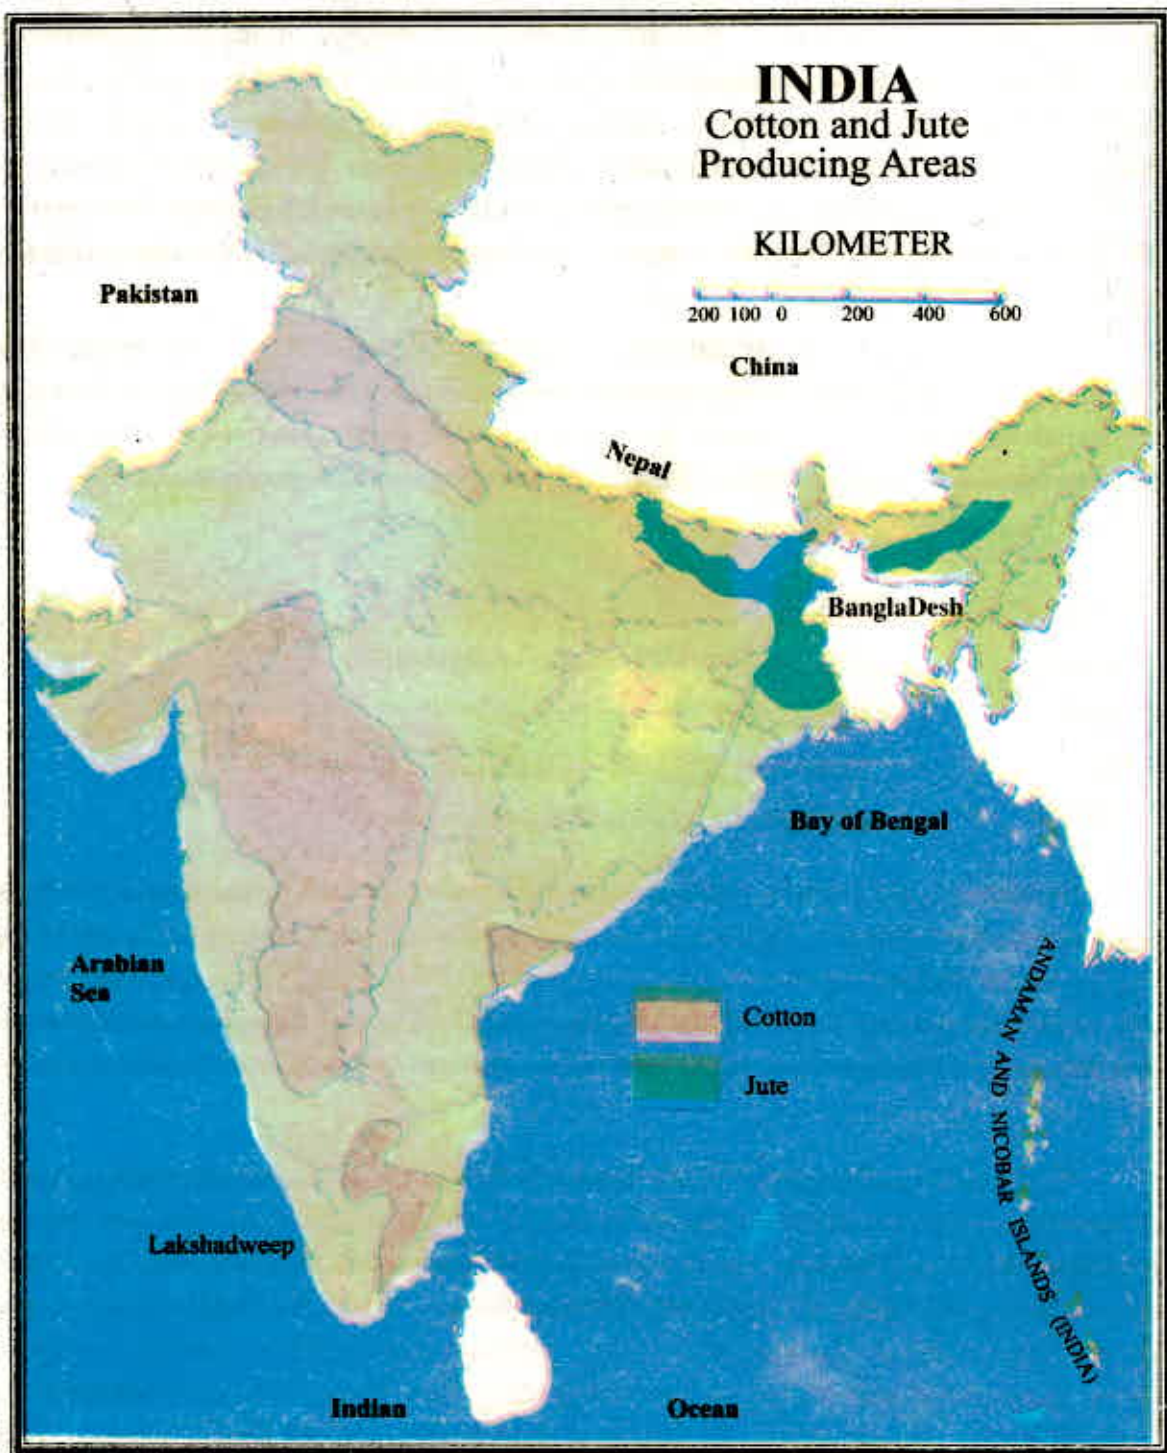 INDIA
Cotton and Jute
Producing Areas
KILOMETER
200 100 0 200 400 600
Pakistan
China
Nepal
BanglaDesh
Bay of Bengal
Arabian
Sea
Cotton
Jute
ANDAMAN AND NICOBAR ISLANDS (INDIA)
Lakshadweep
Indian Ocean